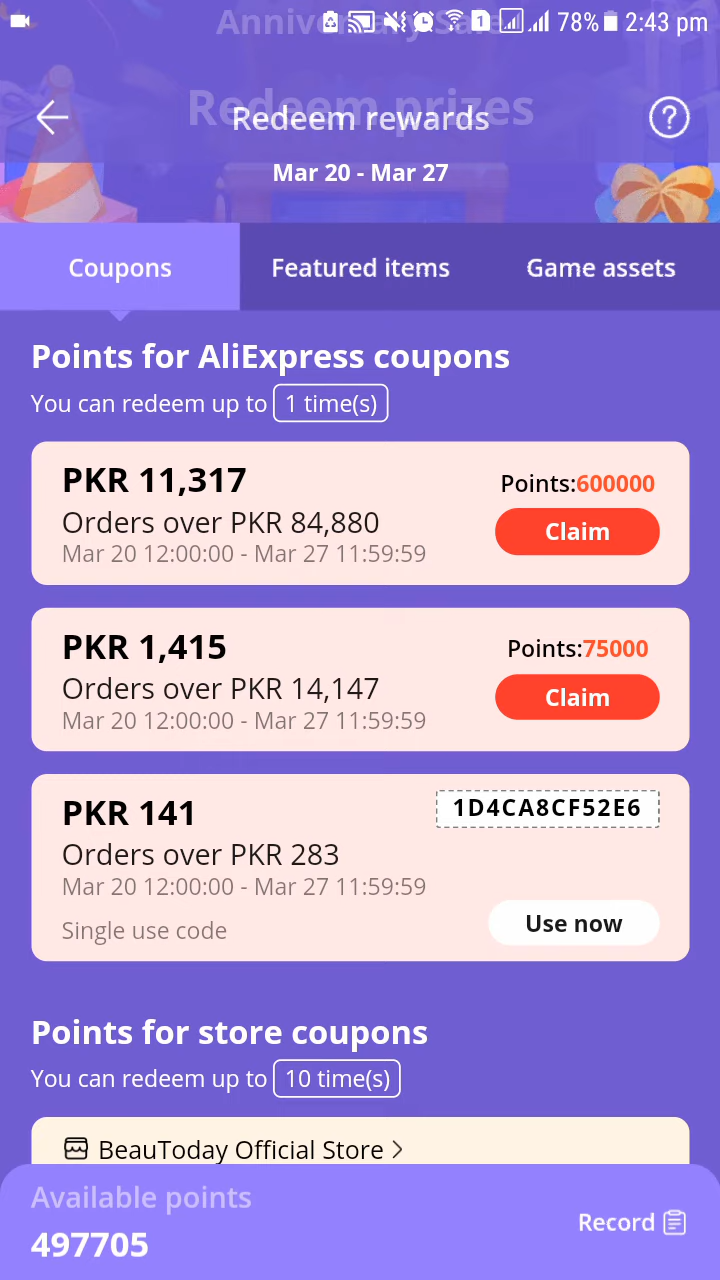 Anniversary Sale
1 78% 2:43 pm
Redeem prizes
Redeem rewards
Mar 20 - Mar 27
Coupons Featured items Game assets
Points for AliExpress coupons
You can redeem up to 1 time(s)
PKR 11,317
Points:600000
Orders over PKR 84,880
Claim
Mar 20 12:00:00 - Mar 27 11:59:59
PKR 1,415
Points:75000
Orders over PKR 14,147
Claim
Mar 20 12:00:00 - Mar 27 11:59:59
PKR 141
1D4CA8CF52E6
Orders over PKR 283
Mar 20 12:00:00 - Mar 27 11:59:59
Single use code
Use now
Points for store coupons
You can redeem up to 10 time(s)
BeauToday Official Store >
Available points
497705
Record